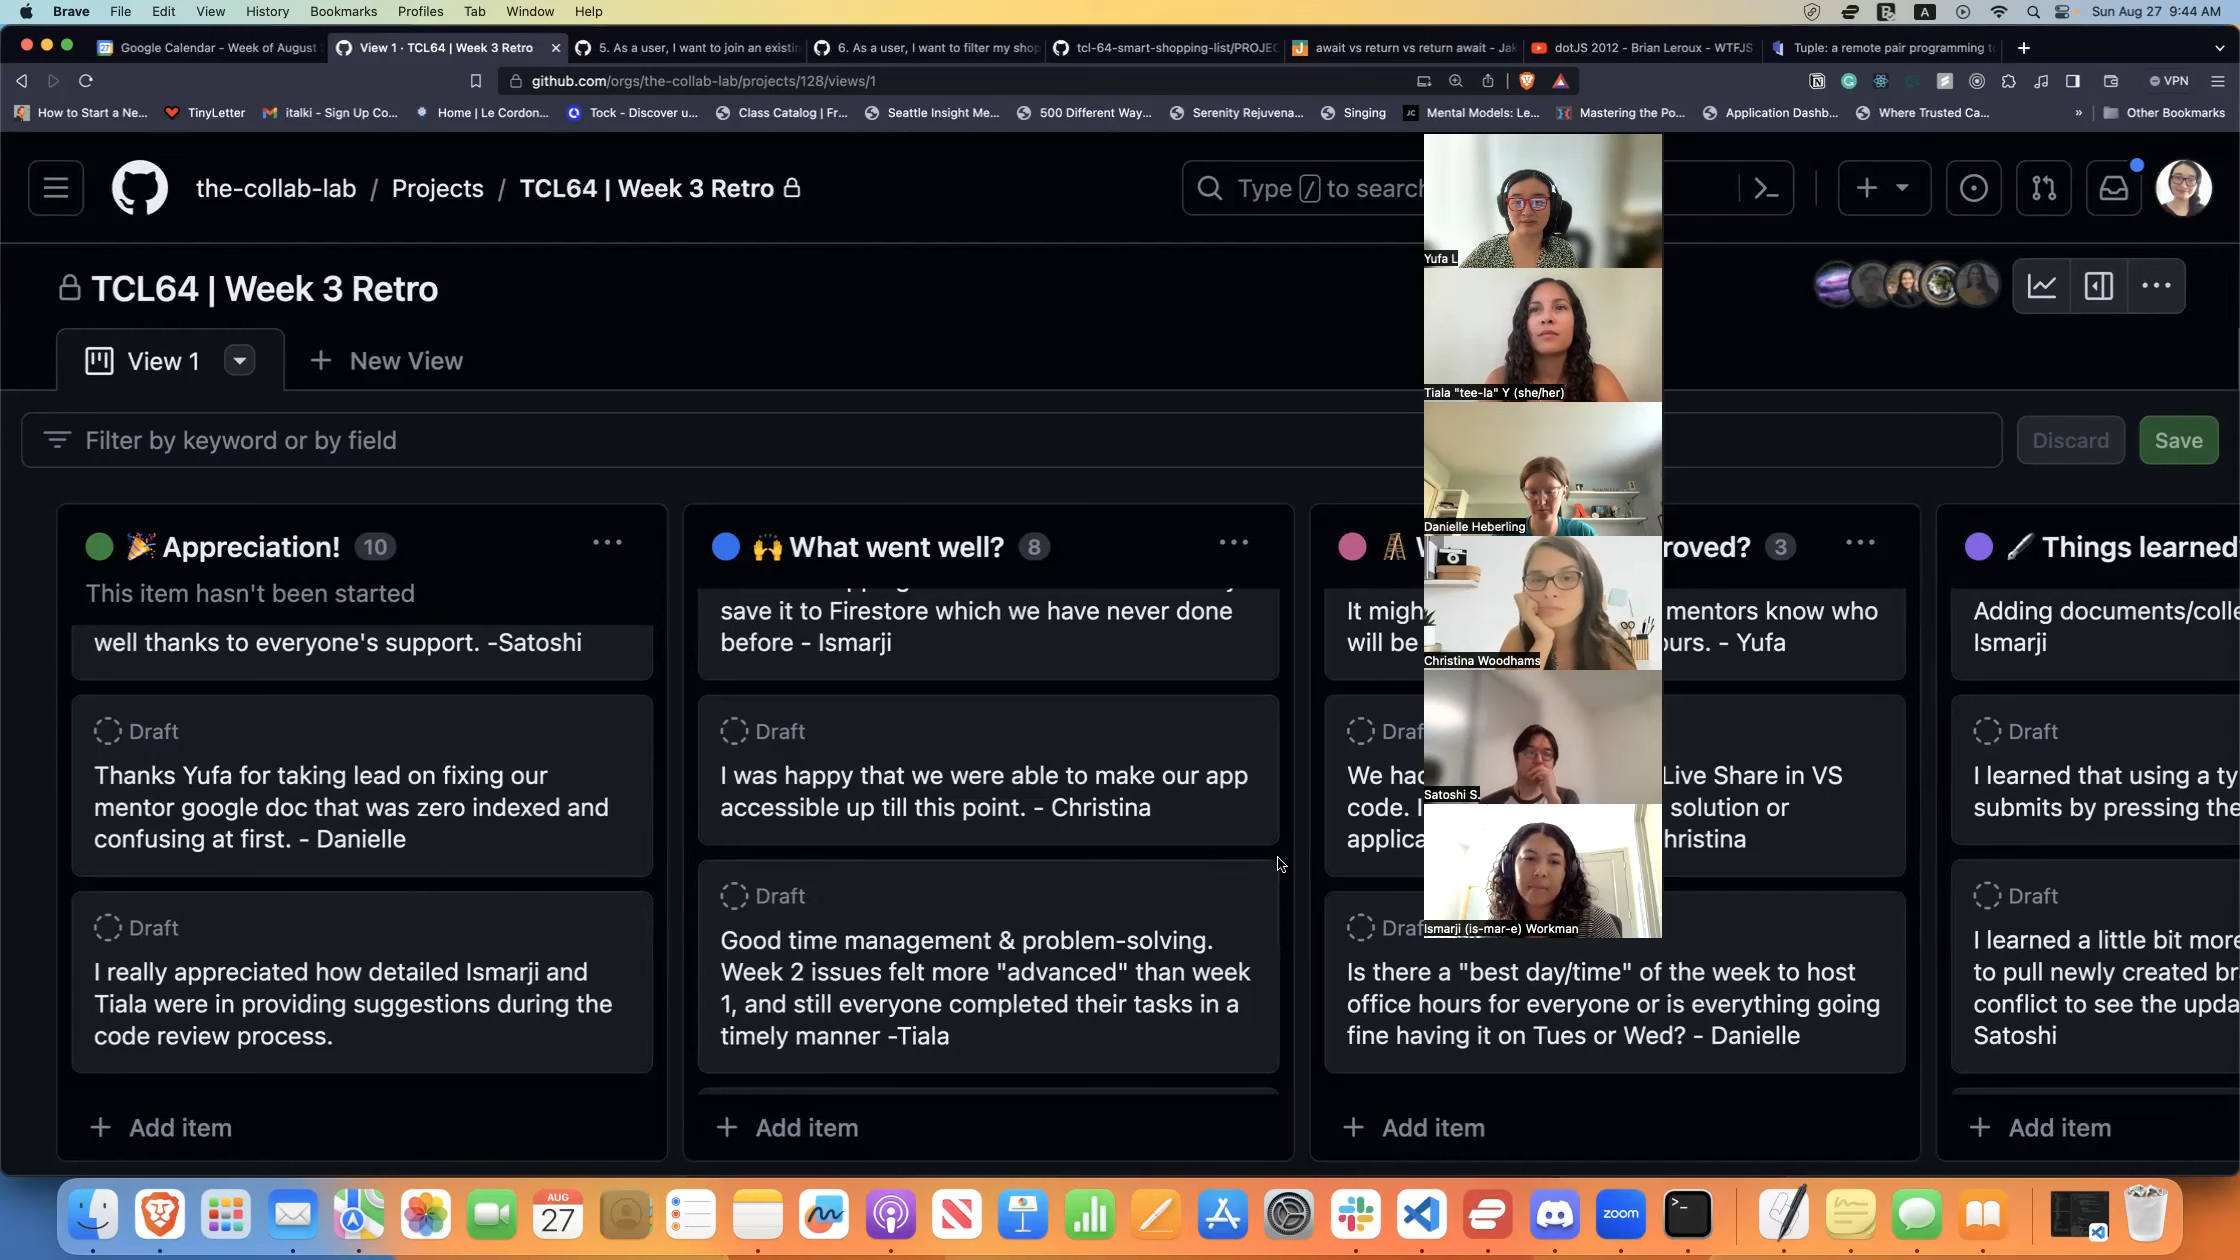 Brave File Edit View History Bookmarks Profiles Tab Window Help
A
Sun Aug 27 9:44 AM
Google Calendar - Week of August
View 1 · TCL64 | Week 3 Retro
5. As a user, I want to join an existin
6. As a user, I want to filter my shop
tcl-64-smart-shopping-list/PROJEC
await vs return vs return await - Jak
dotJS 2012 - Brian Leroux - WTFJS
Tuple: a remote pair programming to
github.com/orgs/the-collab-lab/projects/128/views/1
VPN
How to Start a Ne...
TinyLetter
italki - Sign Up Co...
Home | Le Cordon...
Tock - Discover u...
Class Catalog | Fr...
Seattle Insight Me...
500 Different Way...
Serenity Rejuvena...
Singing
Mental Models: Le...
Mastering the Po...
Application Dashb...
Where Trusted Ca...
» Other Bookmarks
the-collab-lab / Projects / TCL64 | Week 3 Retro
Type / to search
TCL64 | Week 3 Retro
View 1
New View
Filter by keyword or by field
Discard
Save
Yufa L
Tiala "tee-la" Y (she/her)
Danielle Heberling
Christina Woodhams
Satoshi S.
Ismarji (is-mar-e) Workman
🎉 Appreciation! 10
This item hasn't been started
well thanks to everyone's support. -Satoshi
Draft
Thanks Yufa for taking lead on fixing our
mentor google doc that was zero indexed and
confusing at first. - Danielle
Draft
I really appreciated how detailed Ismarji and
Tiala were in providing suggestions during the
code review process.
+ Add item
🙌 What went well? 8
save it to Firestore which we have never done
before - Ismarji
Draft
I was happy that we were able to make our app
accessible up till this point. - Christina
Draft
Good time management & problem-solving.
Week 2 issues felt more "advanced" than week
1, and still everyone completed their tasks in a
timely manner -Tiala
+ Add item
roved? 3
It migh mentors know who
will be urs. - Yufa
Draf
We had Live Share in VS
code. I solution or
applica hristina
Draf
Is there a "best day/time" of the week to host
office hours for everyone or is everything going
fine having it on Tues or Wed? - Danielle
+ Add item
🖌️ Things learned
Adding documents/colle
Ismarji
Draft
I learned that using a ty
submits by pressing the
Draft
I learned a little bit more
to pull newly created br
conflict to see the upda
Satoshi
+ Add item
AUG
27
zoom